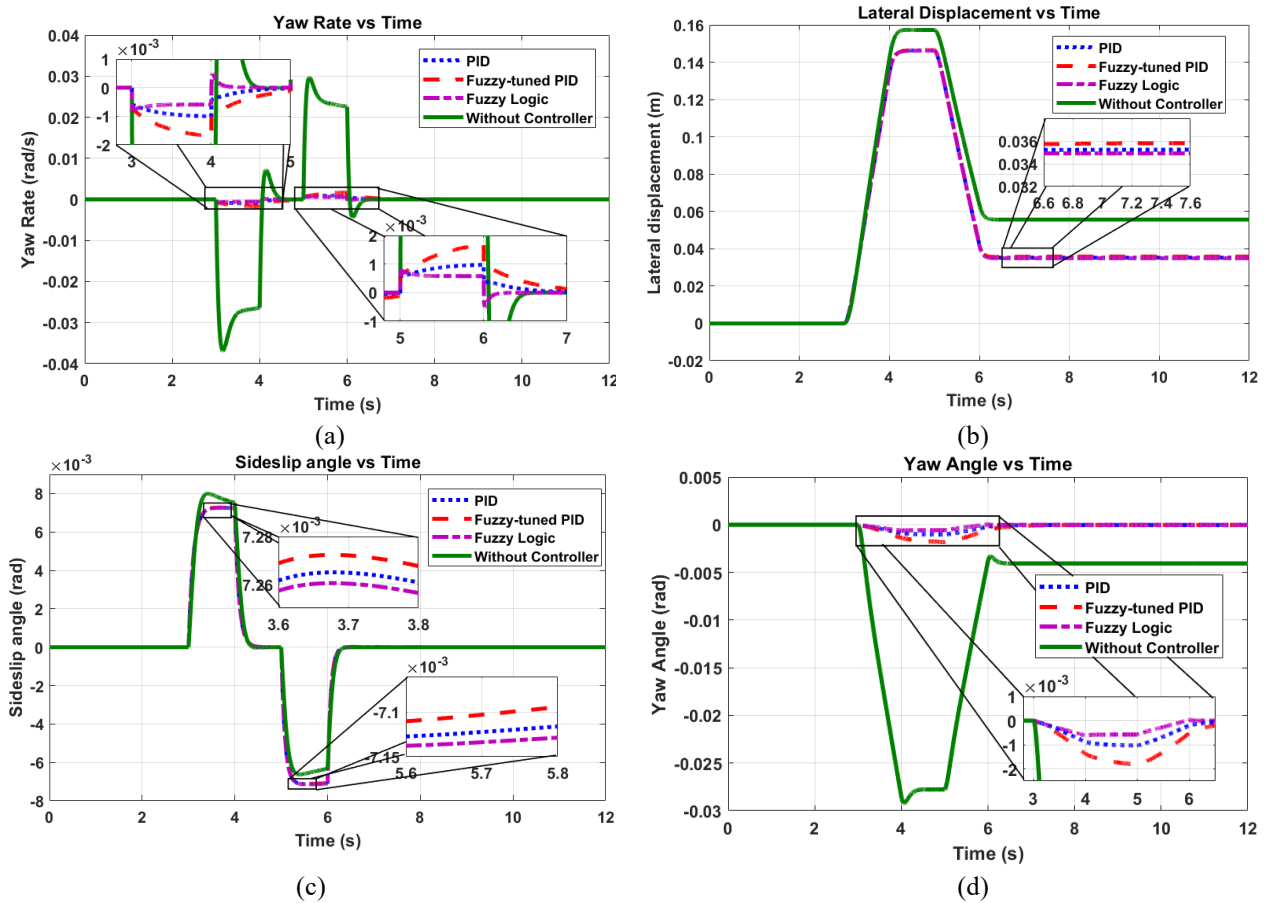 Yaw Rate vs Time
Yaw Rate (rad/s)
0.04
0.03
0.02
0.01
0
-0.01
-0.02
-0.03
-0.04
0 2 4 6 8 10 12
Time (s)
PID
Fuzzy-tuned PID
Fuzzy Logic
Without Controller
×10⁻³
1
0
-1
-2
3 4 5
×10⁻³
2
1
0
-1
5 6 7
(a)
Lateral Displacement vs Time
Lateral displacement (m)
0.16
0.14
0.12
0.1
0.08
0.06
0.04
0.02
0
-0.02
0 2 4 6 8 10 12
Time (s)
PID
Fuzzy-tuned PID
Fuzzy Logic
Without Controller
0.036
0.034
0.032
6.6 6.8 7 7.2 7.4 7.6
(b)
Sideslip angle vs Time
×10⁻³
Sideslip angle (rad)
8
6
4
2
0
-2
-4
-6
-8
0 2 4 6 8 10 12
Time (s)
PID
Fuzzy-tuned PID
Fuzzy Logic
Without Controller
×10⁻³
7.28
7.26
3.6 3.7 3.8
×10⁻³
-7.1
-7.15
5.6 5.7 5.8
(c)
Yaw Angle vs Time
Yaw Angle (rad)
0.005
0
-0.005
-0.01
-0.015
-0.02
-0.025
-0.03
0 2 4 6 8 10 12
Time (s)
PID
Fuzzy-tuned PID
Fuzzy Logic
Without Controller
×10⁻³
1
0
-1
-2
3 4 5 6
(d)